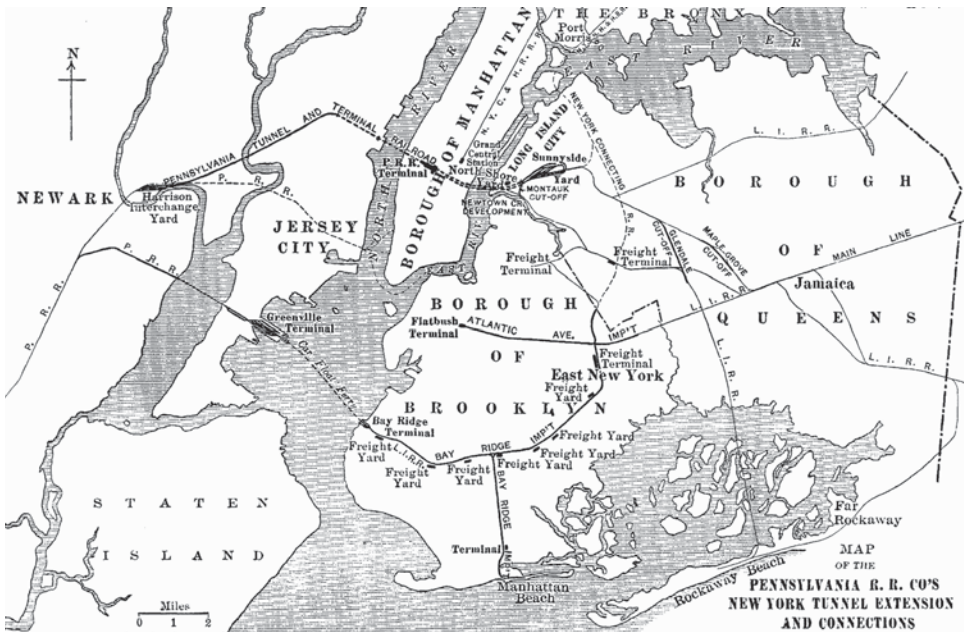 THE BRONX
Port
Morris
EAST RIVER
N
NORTH RIVER
BOROUGH OF MANHATTAN
N. Y. C. & H. R. R. R.
NEW YORK CONNECTING R. R.
PENNSYLVANIA TUNNEL AND TERMINAL RAILROAD
Grand
Central
Station
LONG ISLAND
CITY
L. I. R. R.
P.R.R.
Terminal
North Shore
Yard
Sunnyside
Yard
MONTAUK
CUT-OFF
NEWTOWN CR.
DEVELOPMENT
NEWARK
Harrison
Interchange
Yard
P. R. R.
JERSEY
CITY
P. R. R.
P. R. R.
EAST RIVER
BOROUGH
OF
QUEENS
Freight
Terminal
Freight
Terminal
GLENDALE
CUT-OFF
MAPLE GROVE
CUT-OFF
L. I. R. R. MAIN LINE
Jamaica
L. I. R. R.
L. I. R. R.
Greenville
Terminal
Car Float Ferry
BOROUGH
OF
BROOKLYN
Flatbush
Terminal
ATLANTIC AVE. IMP'T
Freight
Terminal
East New York
Freight
Yard
Bay Ridge
Terminal
Freight
Yard
L. I. R.R. BAY RIDGE IMP'T
Freight
Yard
Freight
Yard
Freight
Yard
Freight Yard
BAY RIDGE IMP'T
Terminal
Manhattan
Beach
STATEN
ISLAND
Far
Rockaway
Rockaway Beach
Miles
0 1 2
MAP
OF THE
PENNSYLVANIA R. R. CO'S
NEW YORK TUNNEL EXTENSION
AND CONNECTIONS